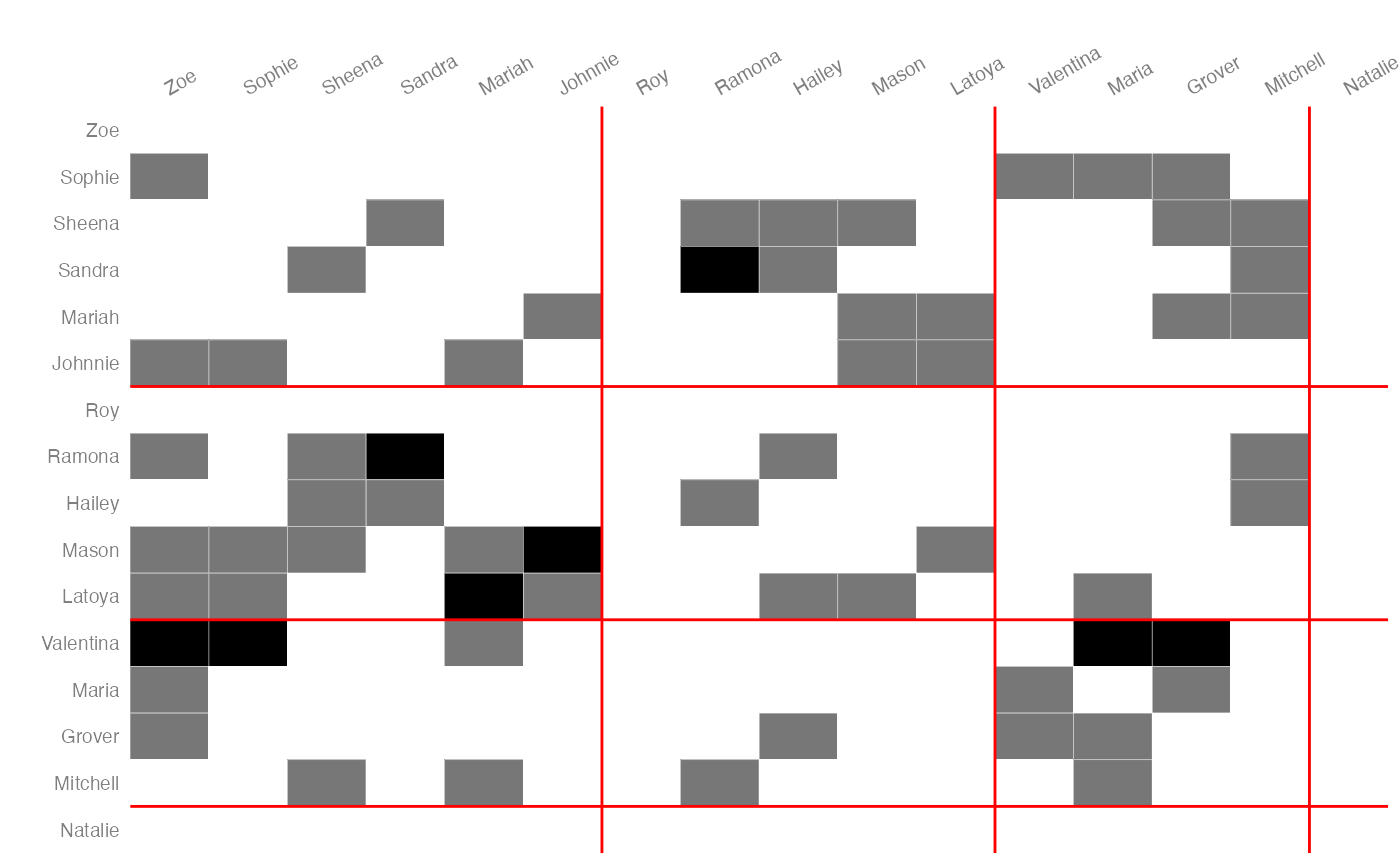 Zoe Sophie Sheena Sandra Mariah Johnnie Roy Ramona Hailey Mason Latoya Valentina Maria Grover Mitchell Natalie
Zoe
Sophie
Sheena
Sandra
Mariah
Johnnie
Roy
Ramona
Hailey
Mason
Latoya
Valentina
Maria
Grover
Mitchell
Natalie